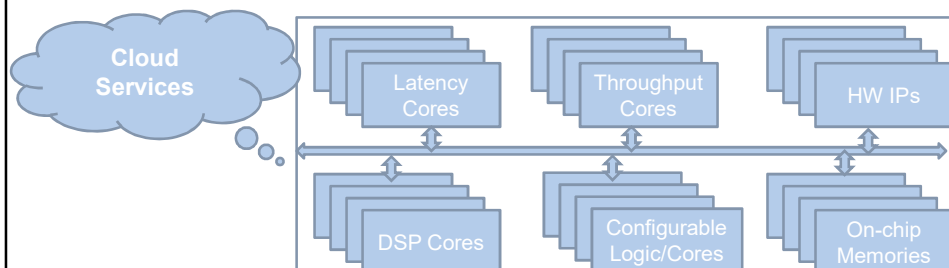 Cloud
Services
Latency
Cores
Throughput
Cores
HW IPs
DSP Cores
Configurable
Logic/Cores
On-chip
Memories